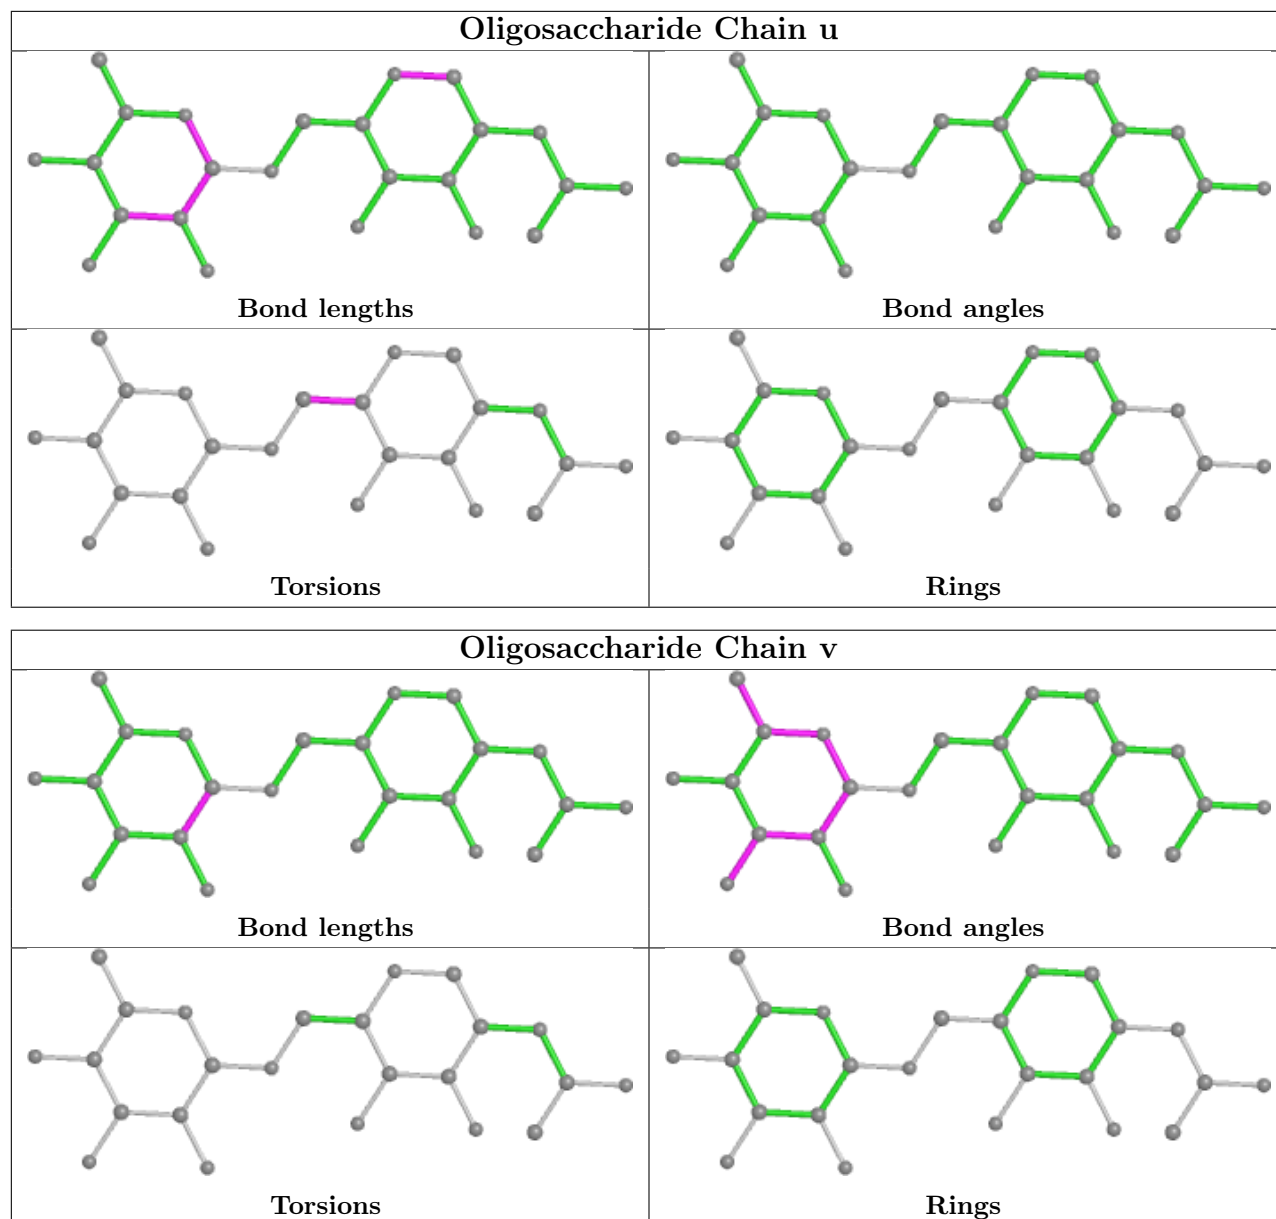 Oligosaccharide Chain u
Bond lengths
Bond angles
Torsions
Rings
Oligosaccharide Chain v
Bond lengths
Bond angles
Torsions
Rings